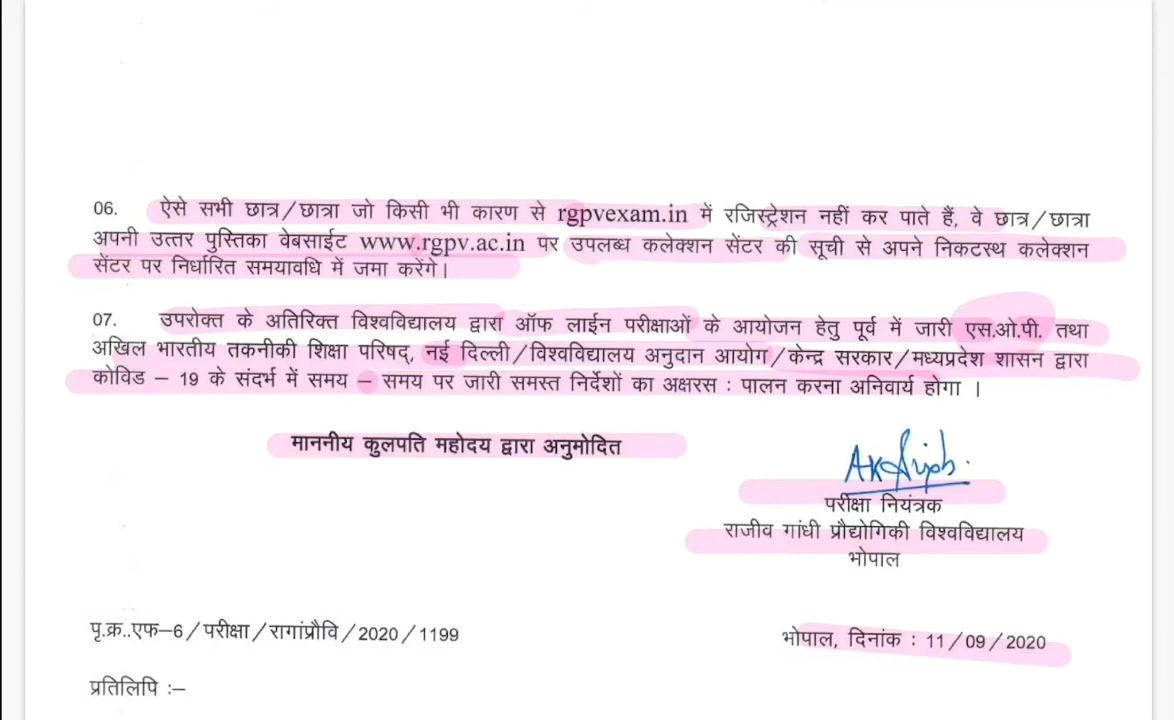 06. ऐसे सभी छात्र/छात्रा जो किसी भी कारण से rgpvexam.in में रजिस्ट्रेशन नहीं कर पाते हैं, वे छात्र/छात्रा
अपनी उत्तर पुस्तिका वेबसाईट www.rgpv.ac.in पर उपलब्ध कलेक्शन सेंटर की सूची से अपने निकटस्थ कलेक्शन
सेंटर पर निर्धारित समयावधि में जमा करेंगे।
07. उपरोक्त के अतिरिक्त विश्वविद्यालय द्वारा ऑफ लाईन परीक्षाओं के आयोजन हेतु पूर्व में जारी एस.ओ.पी. तथा
अखिल भारतीय तकनीकी शिक्षा परिषद्, नई दिल्ली/विश्वविद्यालय अनुदान आयोग/केन्द्र सरकार/मध्यप्रदेश शासन द्वारा
कोविड – 19 के संदर्भ में समय – समय पर जारी समस्त निर्देशों का अक्षरस : पालन करना अनिवार्य होगा ।
माननीय कुलपति महोदय द्वारा अनुमोदित
परीक्षा नियंत्रक
राजीव गांधी प्रौद्योगिकी विश्वविद्यालय
भोपाल
पृ.क्र..एफ–6/परीक्षा/रागांप्रौवि/2020/1199
भोपाल, दिनांक : 11/09/2020
प्रतिलिपि :–